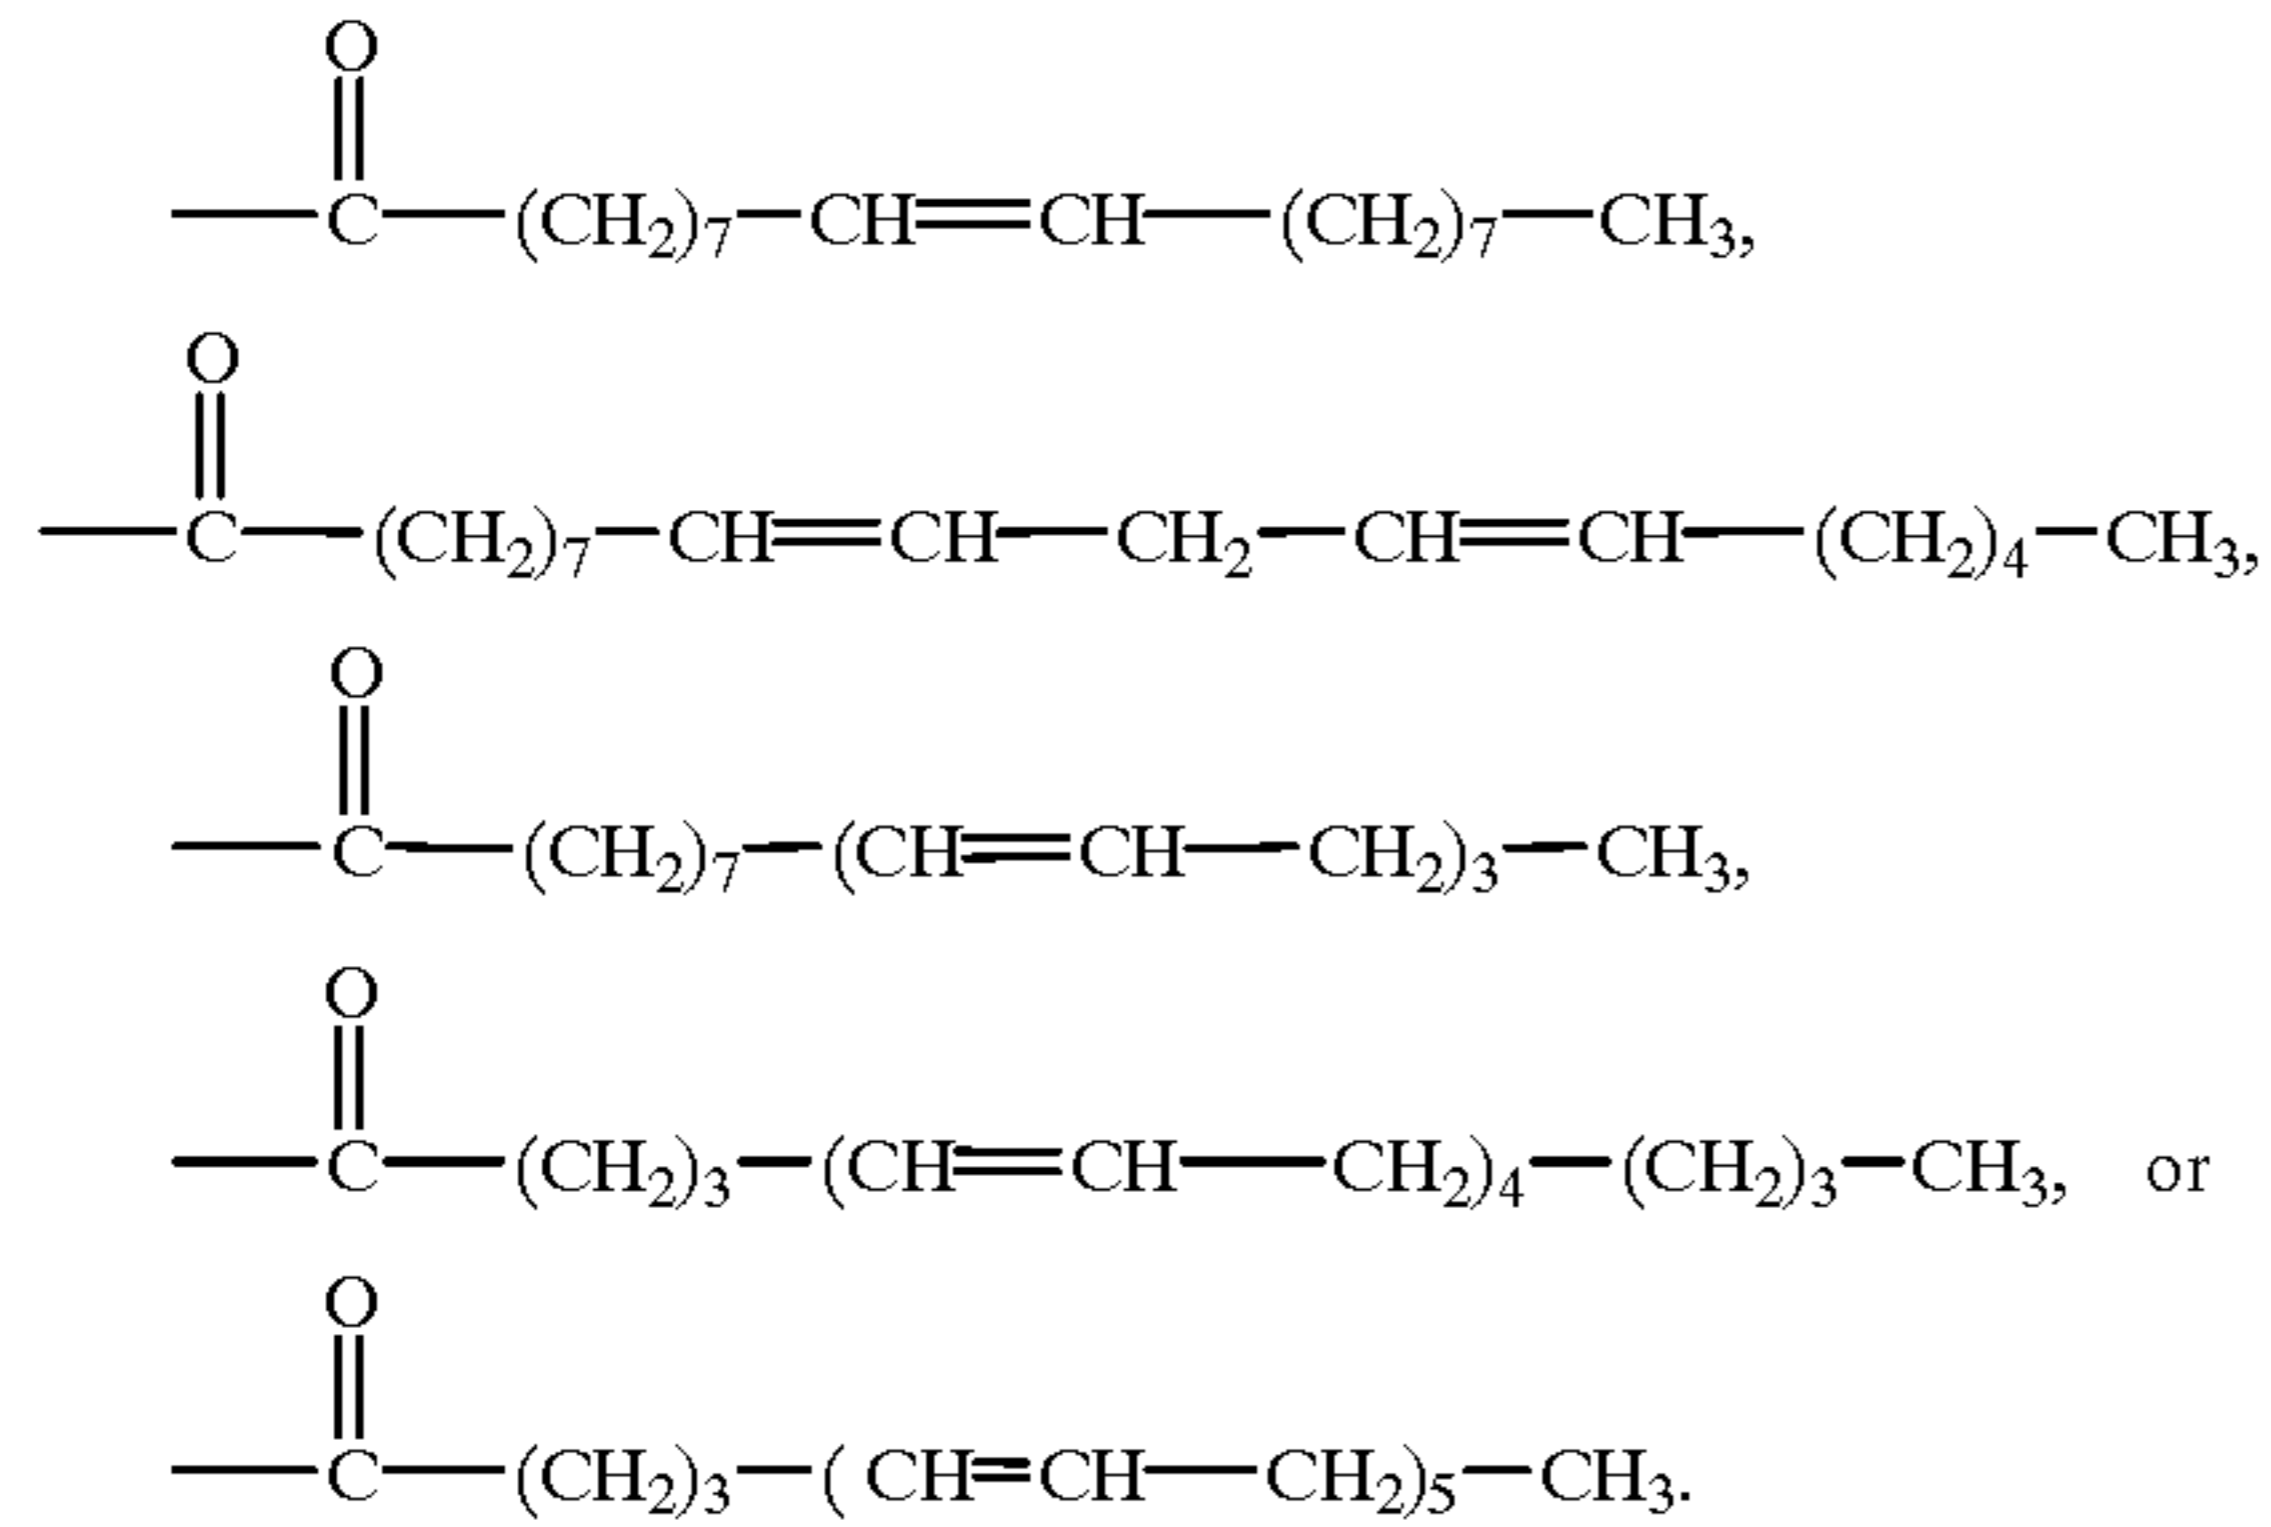 O
—C—(CH₂)₇—CH=CH—(CH₂)₇—CH₃,
O
—C—(CH₂)₇—CH=CH—CH₂—CH=CH—(CH₂)₄—CH₃,
O
—C—(CH₂)₇—(CH=CH—CH₂)₃—CH₃,
O
—C—(CH₂)₃—(CH=CH—CH₂)₄—(CH₂)₃—CH₃, or
O
—C—(CH₂)₃—(CH=CH—CH₂)₅—CH₃.